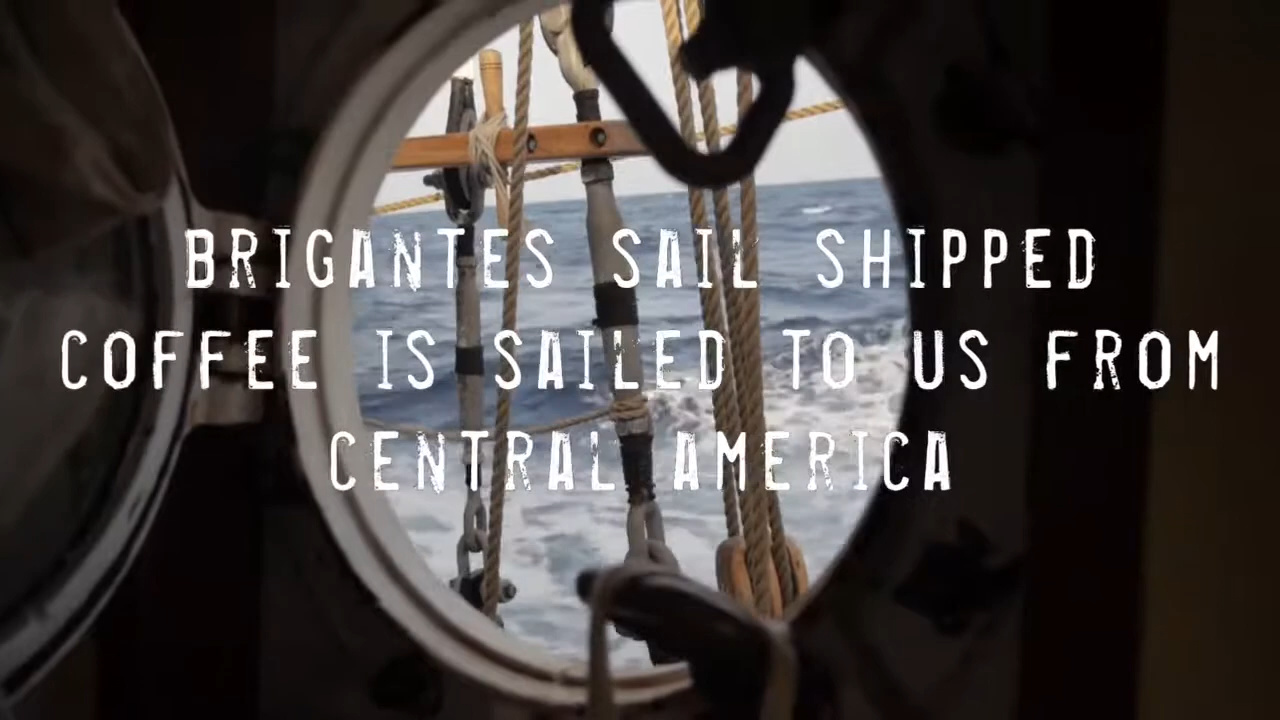 BRIGANTES SAIL SHIPPED
COFFEE IS SAILED TO US FROM
CENTRAL AMERICA